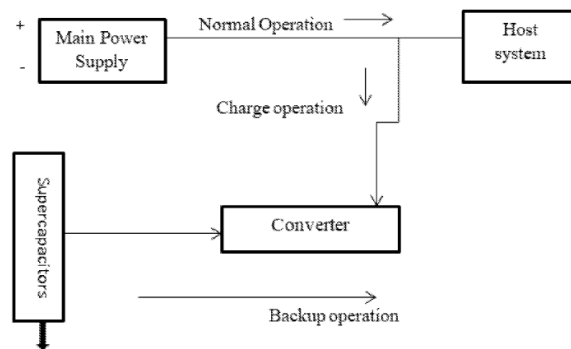 +
-
Main Power
Supply
Normal Operation
Host
system
Charge operation
Supercapacitors
Converter
Backup operation